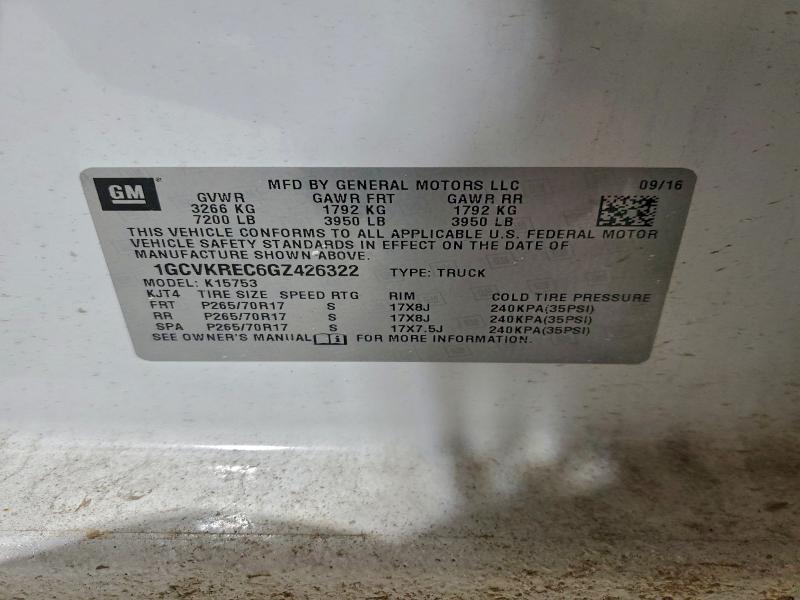 GM MFD BY GENERAL MOTORS LLC 09/16
GVWR GAWR FRT GAWR RR
3266 KG 1792 KG 1792 KG
7200 LB 3950 LB 3950 LB
THIS VEHICLE CONFORMS TO ALL APPLICABLE U.S. FEDERAL MOTOR
VEHICLE SAFETY STANDARDS IN EFFECT ON THE DATE OF
MANUFACTURE SHOWN ABOVE.
1GCVKREC6GZ426322 TYPE: TRUCK
MODEL: K15753
KJT4 TIRE SIZE SPEED RTG RIM COLD TIRE PRESSURE
FRT P265/70R17 S 17X8J 240KPA(35PSI)
RR P265/70R17 S 17X8J 240KPA(35PSI)
SPA P265/70R17 S 17X7.5J 240KPA(35PSI)
SEE OWNER'S MANUAL FOR MORE INFORMATION.